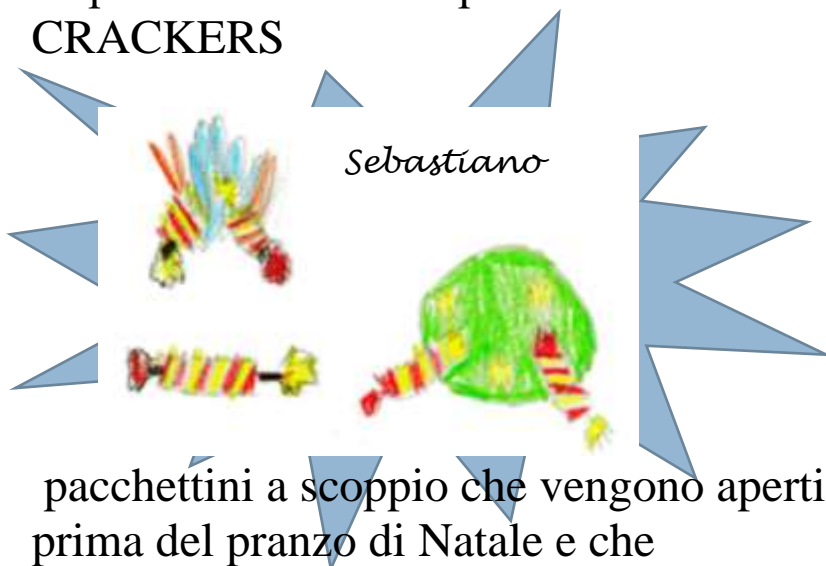 CRACKERS
Sebastiano
pacchettini a scoppio che vengono aperti
prima del pranzo di Natale e che